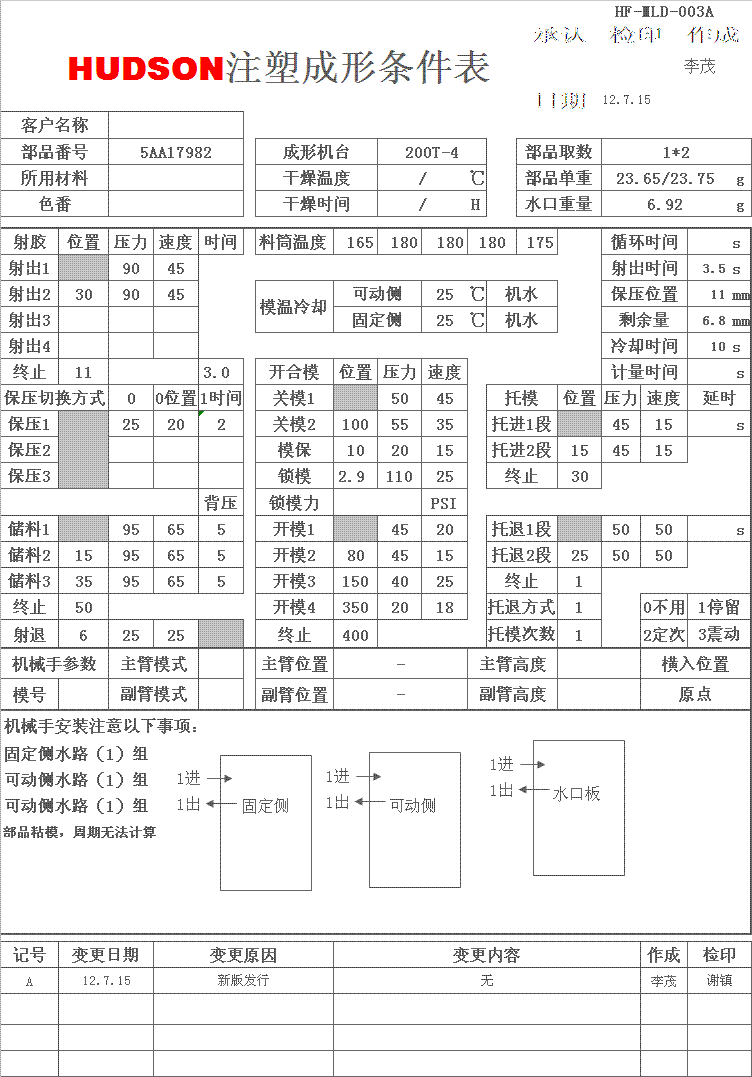 HF-MLD-003A
承认 检印 作成
HUDSON注塑成形条件表
李茂
日期 12.7.15
客户名称
部品番号 5AA17982 成形机台 200T-4 部品取数 1*2
所用材料 干燥温度 / ℃ 部品单重 23.65/23.75 g
色番 干燥时间 / H 水口重量 6.92 g
射胶 位置 压力 速度 时间 料筒温度 165 180 180 180 175 循环时间 s
射出1 90 45 射出时间 3.5 s
射出2 30 90 45 模温冷却 可动侧 25 ℃ 机水 保压位置 11 mm
射出3 固定侧 25 ℃ 机水 剩余量 6.8 mm
射出4 冷却时间 10 s
终止 11 3.0 开合模 位置 压力 速度 计量时间 s
保压切换方式 0 0位置 1时间 关模1 50 45 托模 位置 压力 速度 延时
保压1 25 20 2 关模2 100 55 35 托进1段 45 15 s
保压2 模保 10 20 15 托进2段 15 45 15
保压3 锁模 2.9 110 25 终止 30
背压 锁模力 PSI
储料1 95 65 5 开模1 45 20 托退1段 50 50 s
储料2 15 95 65 5 开模2 80 45 15 托退2段 25 50 50
储料3 35 95 65 5 开模3 150 40 25 终止 1
终止 50 开模4 350 20 18 托退方式 1 0不用 1停留
射退 6 25 25 终止 400 托模次数 1 2定次 3震动
机械手参数 主臂模式 主臂位置 - 主臂高度 横入位置
模号 副臂模式 副臂位置 - 副臂高度 原点
机械手安装注意以下事项:
固定侧水路（1）组
可动侧水路（1）组
可动侧水路（1）组
部品粘模，周期无法计算
1进
1出 固定侧
1进
1出 可动侧
1进
1出 水口板
记号 变更日期 变更原因 变更内容 作成 检印
A 12.7.15 新版发行 无 李茂 谢镇